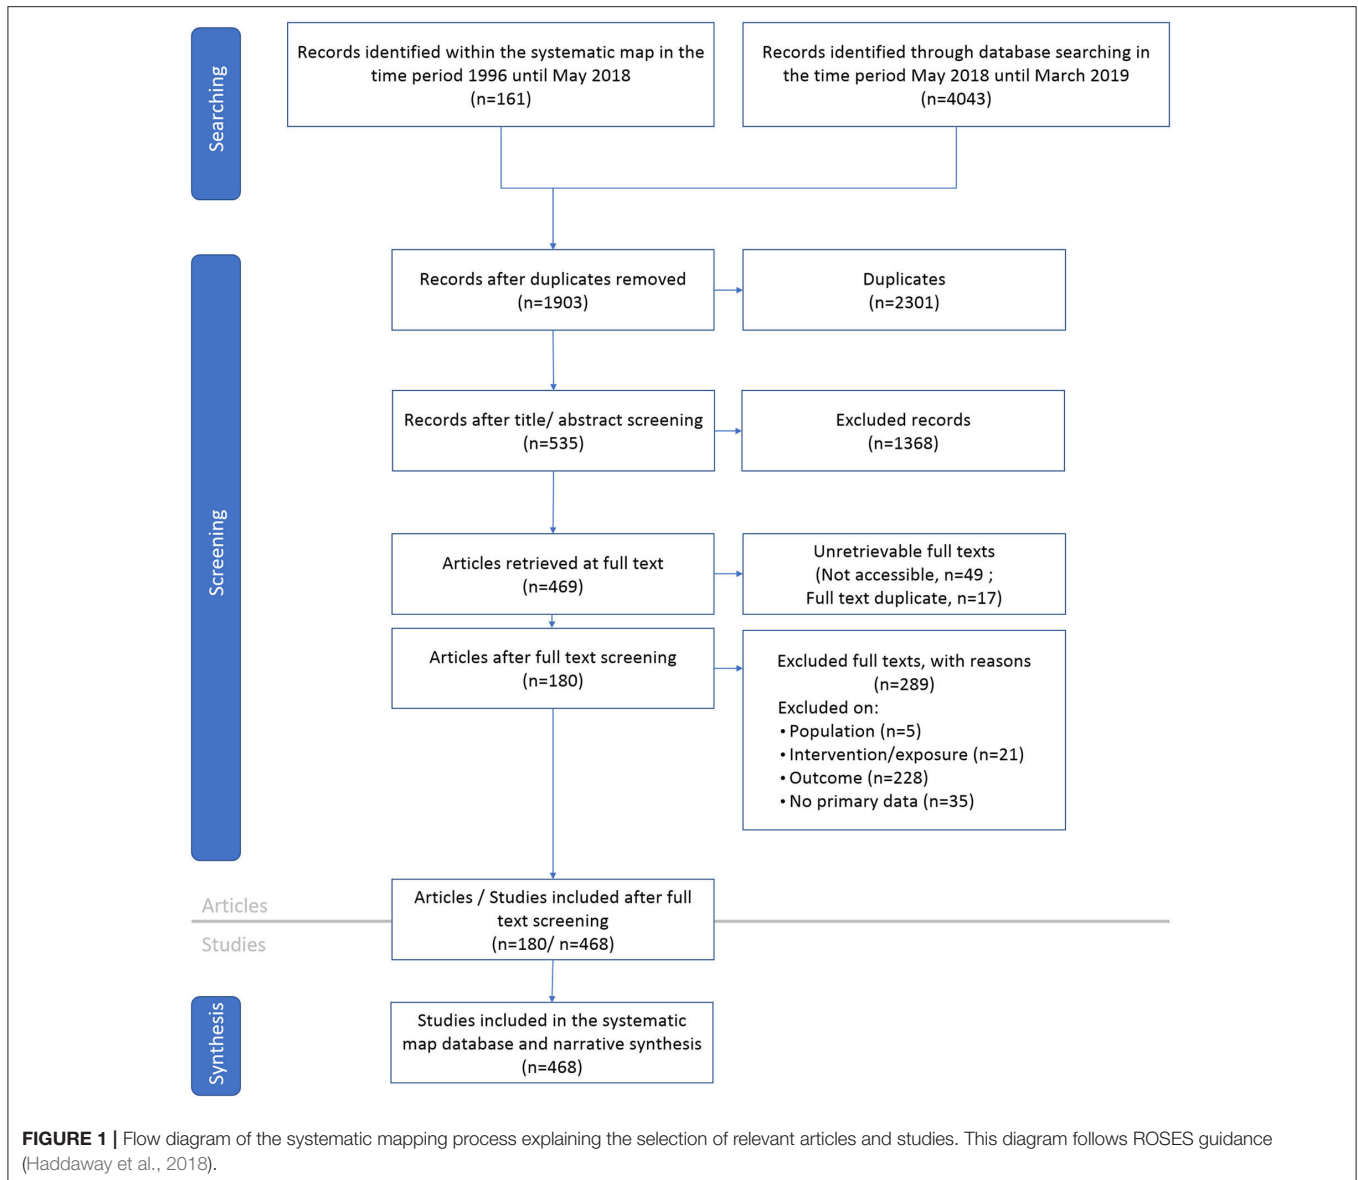 Searching
Records identified within the systematic map in the
time period 1996 until May 2018
(n=161)
Records identified through database searching in
the time period May 2018 until March 2019
(n=4043)
Screening
Records after duplicates removed
(n=1903)
Duplicates
(n=2301)
Records after title/ abstract screening
(n=535)
Excluded records
(n=1368)
Articles retrieved at full text
(n=469)
Unretrievable full texts
(Not accessible, n=49 ;
Full text duplicate, n=17)
Articles after full text screening
(n=180)
Excluded full texts, with reasons
(n=289)
Excluded on:
• Population (n=5)
• Intervention/exposure (n=21)
• Outcome (n=228)
• No primary data (n=35)
Articles
Studies
Articles / Studies included after full
text screening
(n=180/ n=468)
Synthesis
Studies included in the systematic
map database and narrative synthesis
(n=468)
FIGURE 1 | Flow diagram of the systematic mapping process explaining the selection of relevant articles and studies. This diagram follows ROSES guidance
(Haddaway et al., 2018).